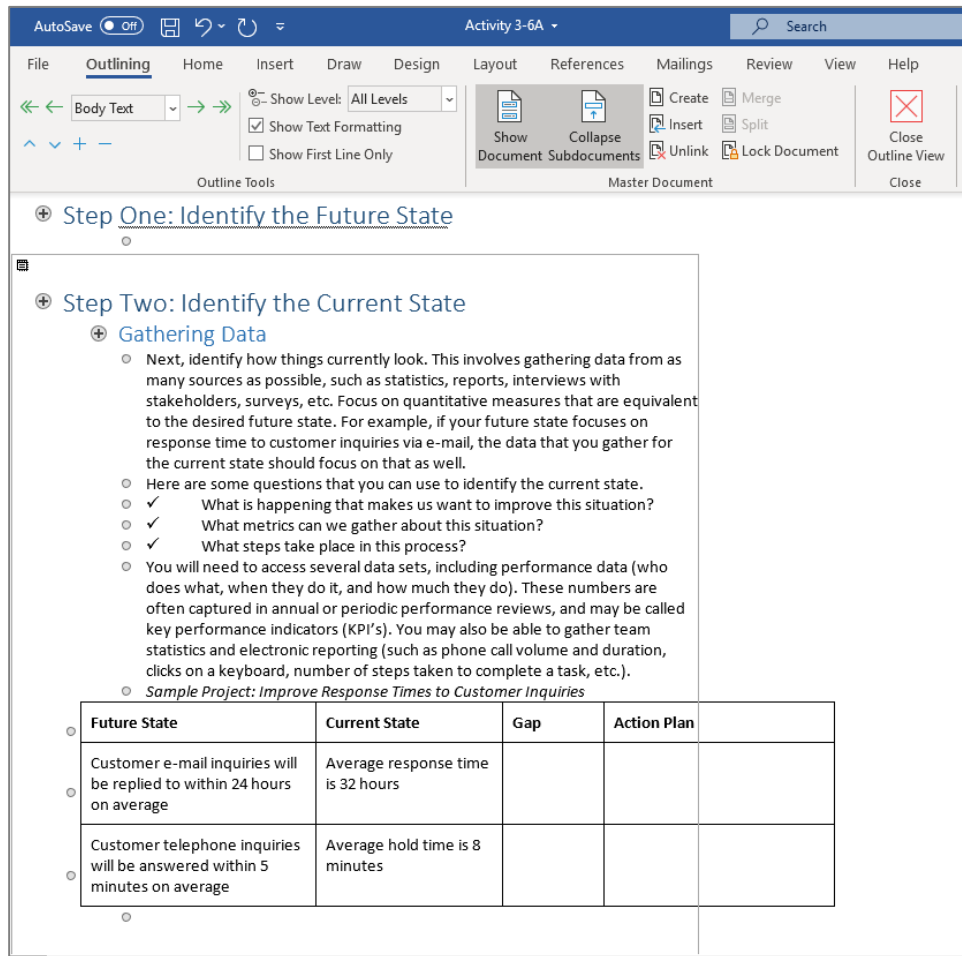 AutoSave Off Activity 3-6A Search
File Outlining Home Insert Draw Design Layout References Mailings Review View Help
Body Text
Show Level: All Levels
Show Text Formatting
Show First Line Only
Outline Tools
Show Document
Collapse Subdocuments
Create
Insert
Unlink
Merge
Split
Lock Document
Master Document
Close Outline View
Close
Step One: Identify the Future State
Step Two: Identify the Current State
Gathering Data
Next, identify how things currently look. This involves gathering data from as
many sources as possible, such as statistics, reports, interviews with
stakeholders, surveys, etc. Focus on quantitative measures that are equivalent
to the desired future state. For example, if your future state focuses on
response time to customer inquiries via e-mail, the data that you gather for
the current state should focus on that as well.
Here are some questions that you can use to identify the current state.
✓ What is happening that makes us want to improve this situation?
✓ What metrics can we gather about this situation?
✓ What steps take place in this process?
You will need to access several data sets, including performance data (who
does what, when they do it, and how much they do). These numbers are
often captured in annual or periodic performance reviews, and may be called
key performance indicators (KPI's). You may also be able to gather team
statistics and electronic reporting (such as phone call volume and duration,
clicks on a keyboard, number of steps taken to complete a task, etc.).
Sample Project: Improve Response Times to Customer Inquiries
Future State Current State Gap Action Plan
Customer e-mail inquiries will
be replied to within 24 hours
on average
Average response time
is 32 hours
Customer telephone inquiries
will be answered within 5
minutes on average
Average hold time is 8
minutes